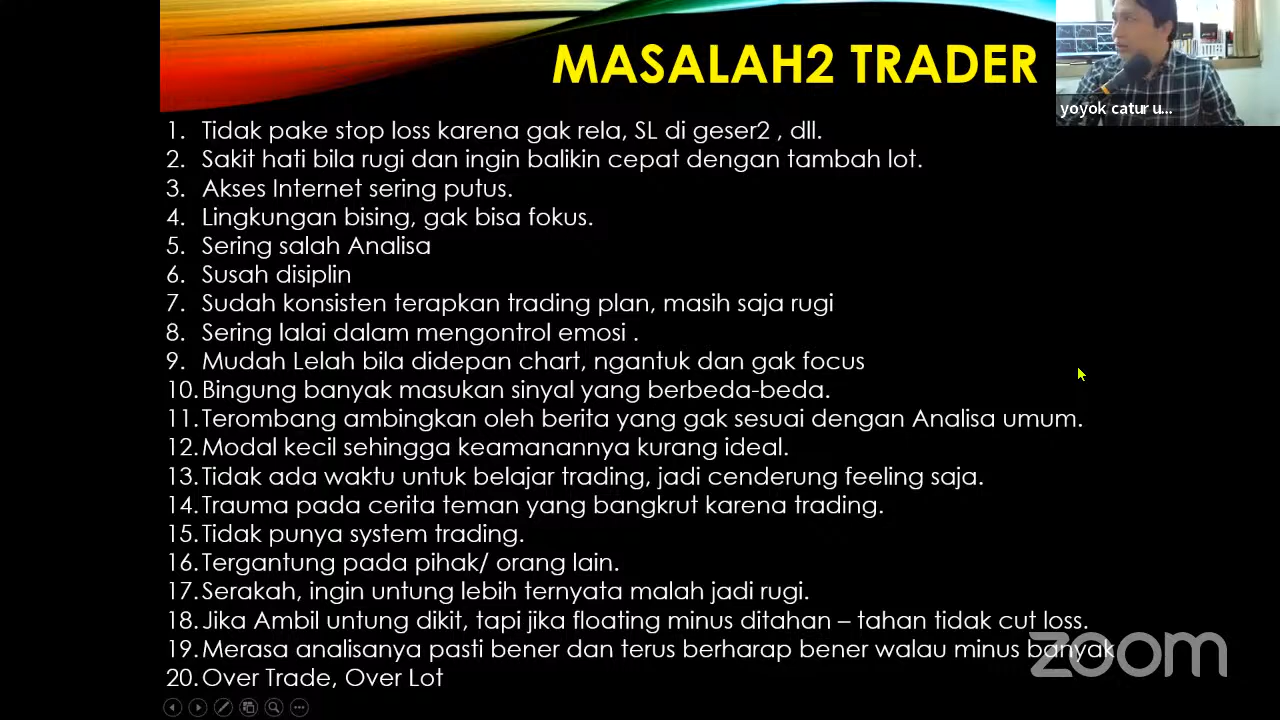 MASALAH2 TRADER
yoyok catur u...
1. Tidak pake stop loss karena gak rela, SL di geser2 , dll.
2. Sakit hati bila rugi dan ingin balikin cepat dengan tambah lot.
3. Akses Internet sering putus.
4. Lingkungan bising, gak bisa fokus.
5. Sering salah Analisa
6. Susah disiplin
7. Sudah konsisten terapkan trading plan, masih saja rugi
8. Sering lalai dalam mengontrol emosi .
9. Mudah Lelah bila didepan chart, ngantuk dan gak focus
10. Bingung banyak masukan sinyal yang berbeda-beda.
11. Terombang ambingkan oleh berita yang gak sesuai dengan Analisa umum.
12. Modal kecil sehingga keamanannya kurang ideal.
13. Tidak ada waktu untuk belajar trading, jadi cenderung feeling saja.
14. Trauma pada cerita teman yang bangkrut karena trading.
15. Tidak punya system trading.
16. Tergantung pada pihak/ orang lain.
17. Serakah, ingin untung lebih ternyata malah jadi rugi.
18. Jika Ambil untung dikit, tapi jika floating minus ditahan – tahan tidak cut loss.
19. Merasa analisanya pasti bener dan terus berharap bener walau minus banyak
20. Over Trade, Over Lot
zoom